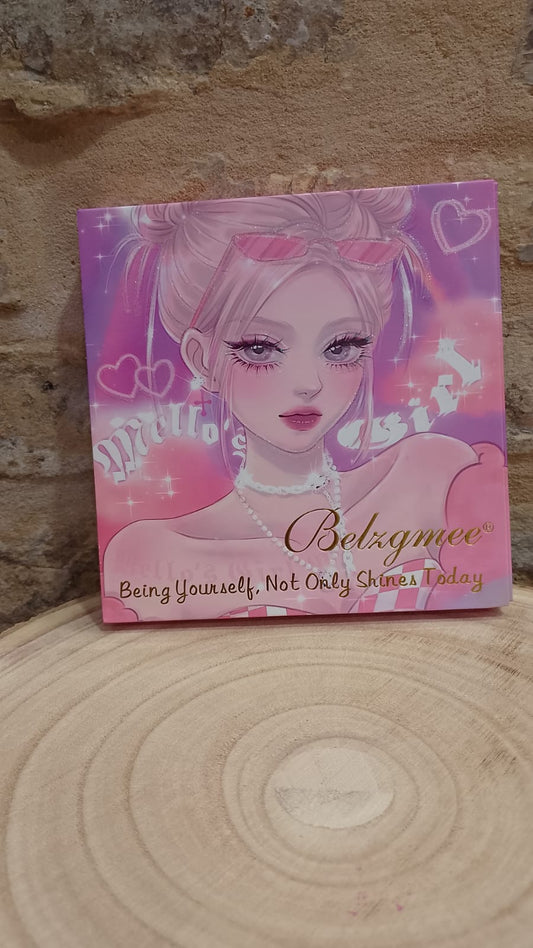 Mello's Girl
Belzgmee®
Being Yourself, Not Only Shines Today